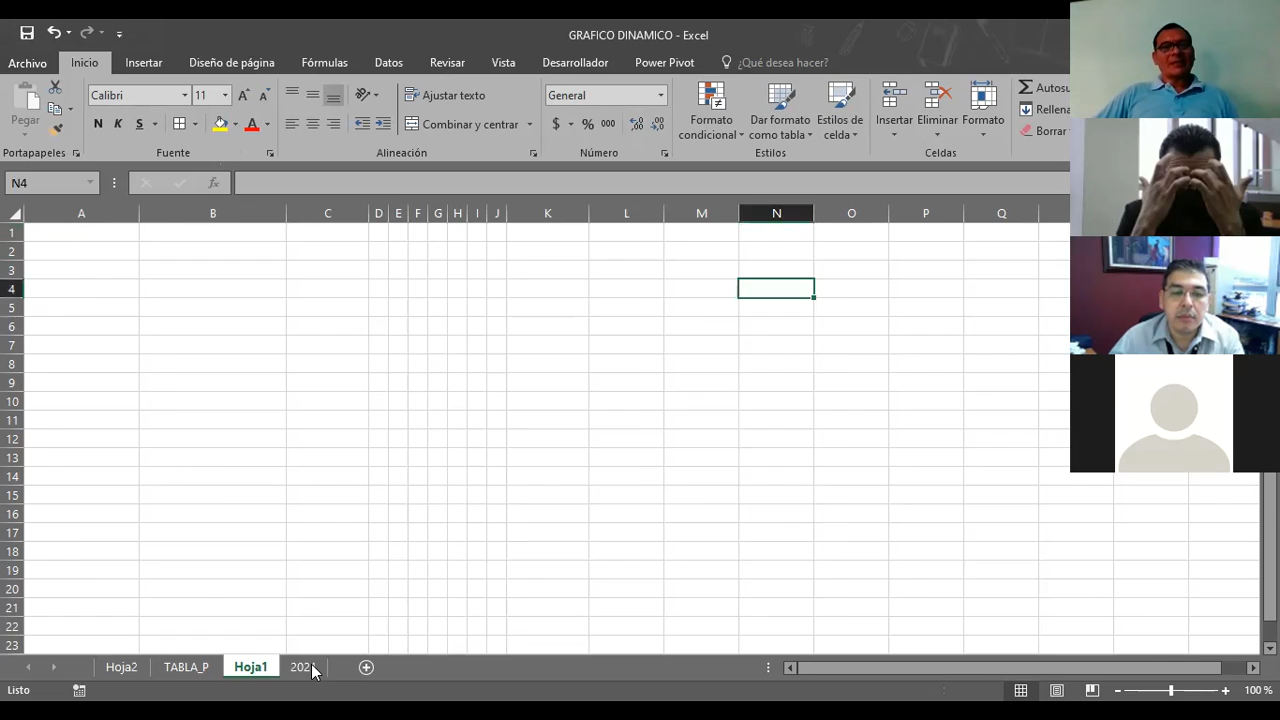 GRAFICO DINAMICO - Excel
Archivo Inicio Insertar Diseño de página Fórmulas Datos Revisar Vista Desarrollador Power Pivot ¿Qué desea hacer?
Pegar
Calibri 11
A A
N K S A
Ajustar texto
Combinar y centrar
General
$ % 000
Formato condicional
Dar formato como tabla
Estilos de celda
Insertar Eliminar Formato
Autosu
Rellena
Borrar
Portapapeles Fuente Alineación Número Estilos Celdas
N4 fx
A B C D E F G H I J K L M N O P Q
1
2
3
4
5
6
7
8
9
10
11
12
13
14
15
16
17
18
19
20
21
22
23
Hoja2 TABLA_P Hoja1
Listo 100 %